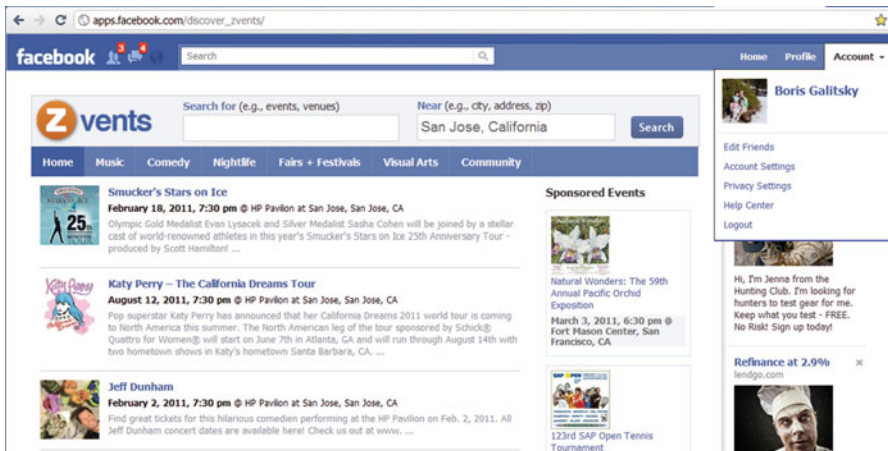 apps.facebook.com/discover_zvents/
facebook
3
4
Search
Home Profile Account
Boris Galitsky
Edit Friends
Account Settings
Privacy Settings
Help Center
Logout
Zvents
Search for (e.g., events, venues)
Near (e.g., city, address, zip)
San Jose, California
Search
Home Music Comedy Nightlife Fairs + Festivals Visual Arts Community
25
Smucker's Stars on Ice
February 18, 2011, 7:30 pm @ HP Pavilion at San Jose, San Jose, CA
Olympic Gold Medalist Evan Lysacek and Silver Medalist Sasha Cohen will be joined by a stellar
cast of world-renowned athletes in this year's Smucker's Stars on Ice 25th Anniversary Tour -
produced by Scott Hamilton! ...
Katy Perry
Katy Perry – The California Dreams Tour
August 12, 2011, 7:30 pm @ HP Pavilion at San Jose, San Jose, CA
Pop superstar Katy Perry has announced that her California Dreams 2011 world tour is coming
to North America this summer. The North American leg of the tour sponsored by Schick®
Quattro for Women® will start on June 7th in Atlanta, GA and will run through August 14th with
two hometown shows in Katy's hometown Santa Barbara, CA. ...
Jeff Dunham
February 2, 2011, 7:30 pm @ HP Pavilion at San Jose, San Jose, CA
Find great tickets for this hilarious comedien performing at the HP Pavilion on Feb. 2, 2011. All
Jeff Dunham concert dates are available here! Check us out at www. ...
Sponsored Events
Natural Wonders: The 59th
Annual Pacific Orchid
Exposition
March 3, 2011, 6:30 pm @
Fort Mason Center, San
Francisco, CA
SAP OPEN
123rd SAP Open Tennis
Tournament
Hi, I'm Jenna from the
Hunting Club. I'm looking for
hunters to test gear for me.
Keep what you test - FREE.
No Risk! Sign up today!
Refinance at 2.9%
lendgo.com